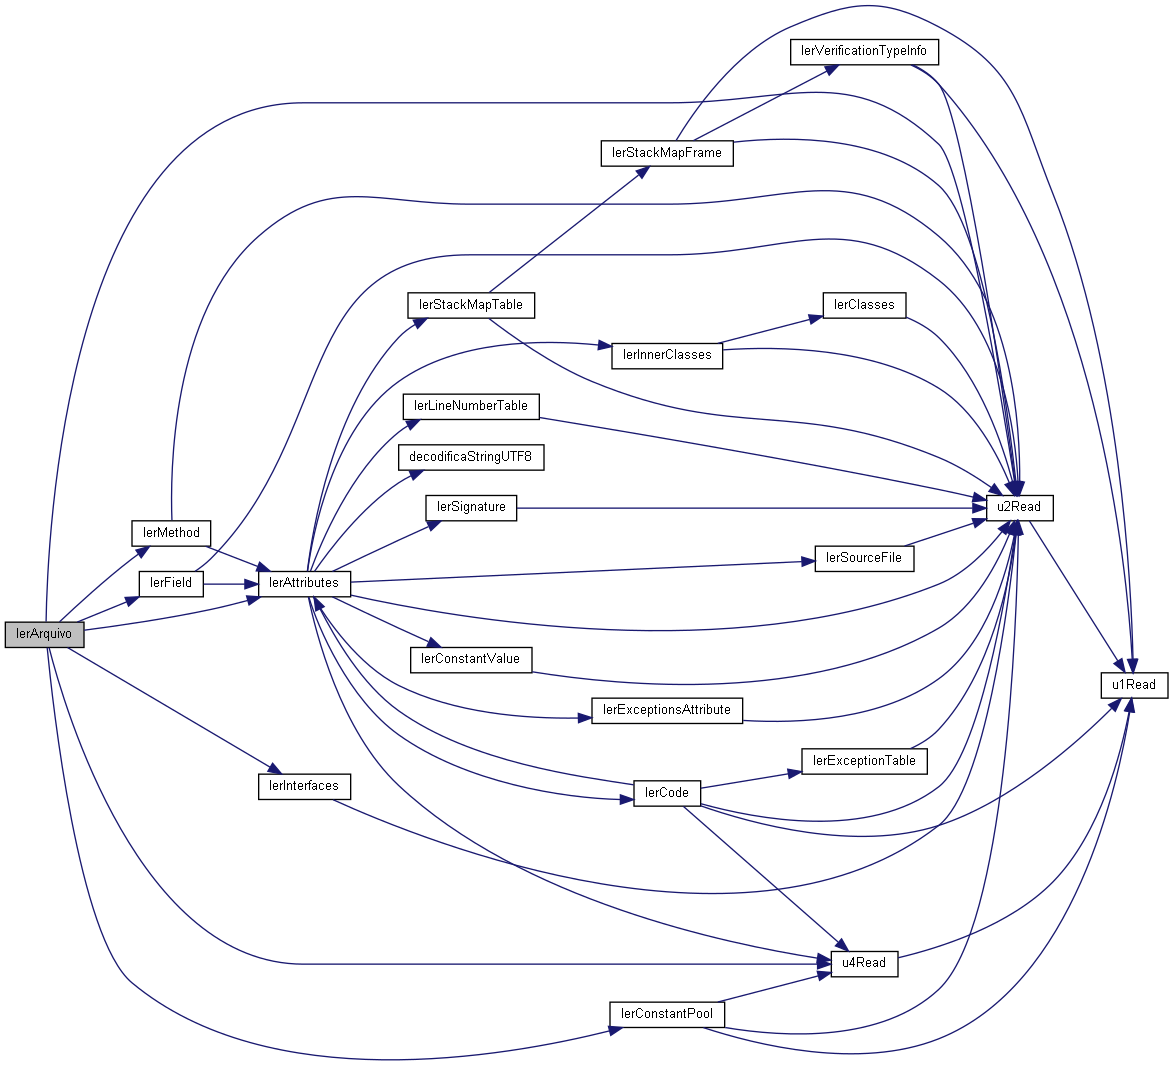 lerVerificationTypeInfo
lerStackMapFrame
lerStackMapTable
lerClasses
lerInnerClasses
lerLineNumberTable
decodificaStringUTF8
lerSignature
u2Read
lerMethod
lerSourceFile
lerField
lerAttributes
lerArquivo
lerConstantValue
u1Read
lerExceptionsAttribute
lerExceptionTable
lerInterfaces
lerCode
u4Read
lerConstantPool